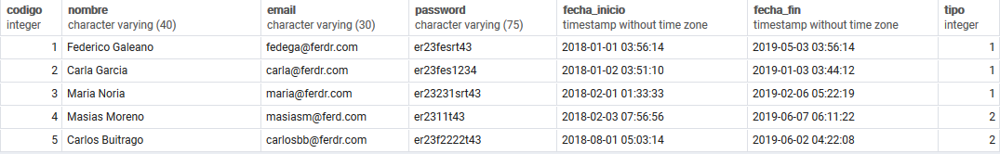 codigo nombre email password fecha_inicio fecha_fin tipo
integer character varying (40) character varying (30) character varying (75) timestamp without time zone timestamp without time zone integer
1 Federico Galeano fedega@ferdr.com er23fesrt43 2018-01-01 03:56:14 2019-05-03 03:56:14 1
2 Carla Garcia carla@ferdr.com er23fes1234 2018-01-02 03:51:10 2019-01-03 03:44:12 1
3 Maria Noria maria@ferdr.com er23231srt43 2018-02-01 01:33:33 2019-02-06 05:22:19 1
4 Masias Moreno masiasm@ferd.com er2311t43 2018-02-03 07:56:56 2019-06-07 06:11:22 2
5 Carlos Buitrago carlosbb@ferdr.com er23f2222t43 2018-08-01 05:03:14 2019-06-02 04:22:08 2